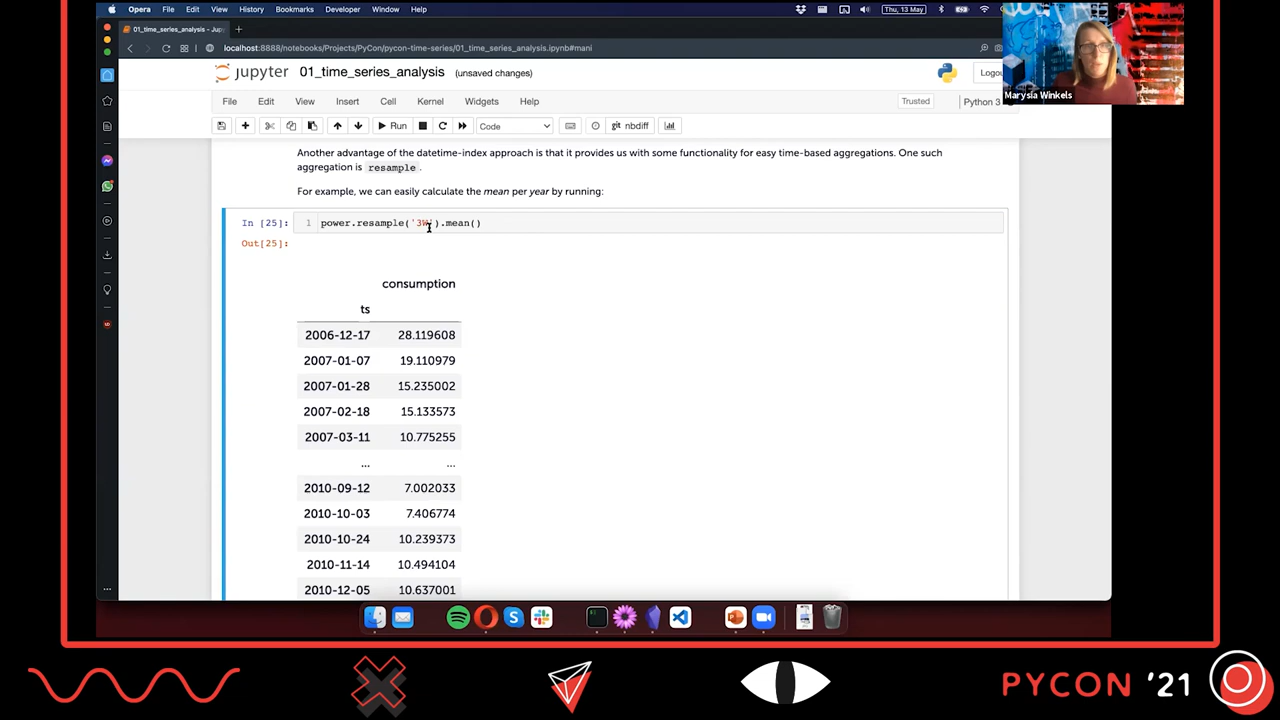 Opera File Edit View History Bookmarks Developer Window Help Thu, 13 May
01_time_series_analysis - Jup
localhost:8888/notebooks/Projects/PyCon/pycon-time-series/01_time_series_analysis.ipynb#mani
jupyter 01_time_series_analysis (unsaved changes)
Logou
File Edit View Insert Cell Kernel Widgets Help
Trusted
Python 3
Run
Code
nbdiff
Marysia Winkels
Another advantage of the datetime-index approach is that it provides us with some functionality for easy time-based aggregations. One such
aggregation is resample.
For example, we can easily calculate the mean per year by running:
In [25]:
1 power.resample('3W').mean()
Out[25]:
consumption
ts
2006-12-17 28.119608
2007-01-07 19.110979
2007-01-28 15.235002
2007-02-18 15.133573
2007-03-11 10.775255
... ...
2010-09-12 7.002033
2010-10-03 7.406774
2010-10-24 10.239373
2010-11-14 10.494104
2010-12-05 10.637001
PYCON '21